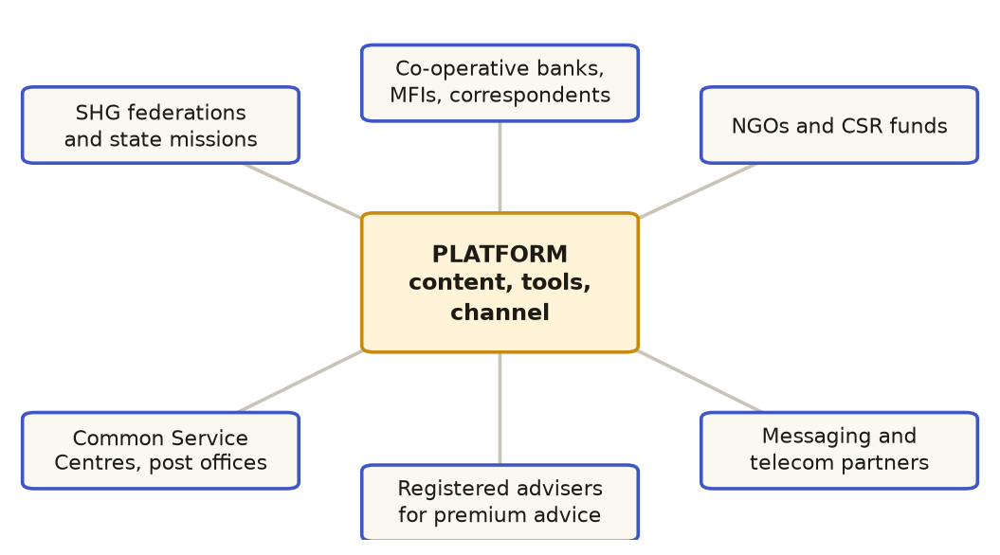 Co-operative banks,
MFIs, correspondents
SHG federations
and state missions
NGOs and CSR funds
PLATFORM
content, tools,
channel
Common Service
Centres, post offices
Messaging and
telecom partners
Registered advisers
for premium advice